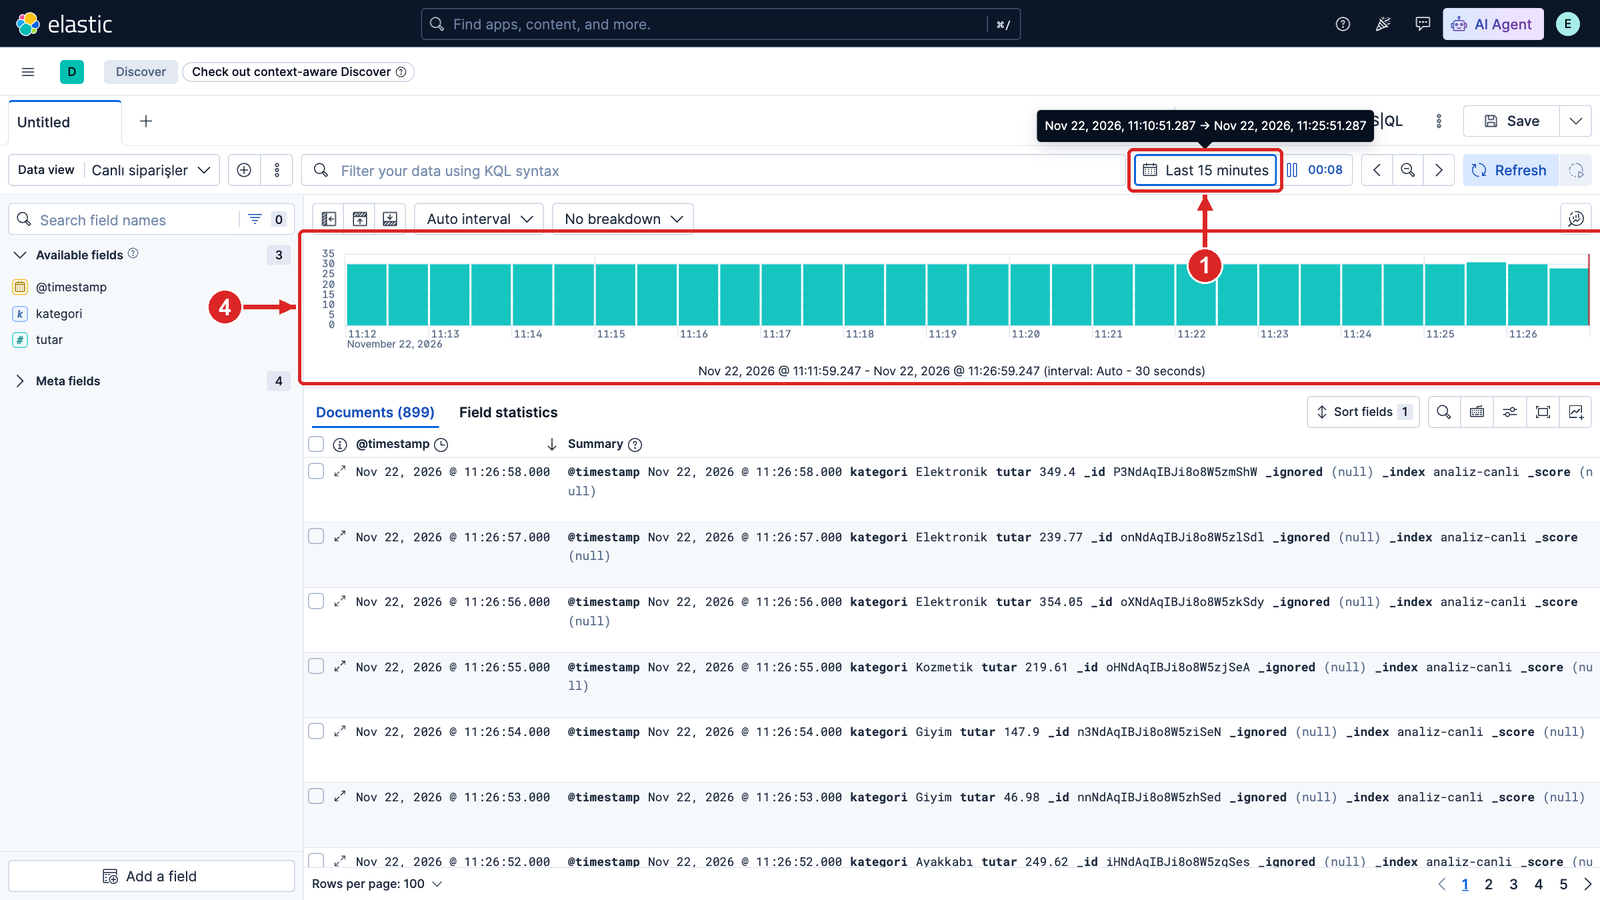 elastic
Find apps, content, and more.
⌘/
AI Agent
E
D
Discover
Check out context-aware Discover
Untitled
Nov 22, 2026, 11:10:51.287 → Nov 22, 2026, 11:25:51.287
QL
Save
Data view
Canlı siparişler
Filter your data using KQL syntax
Last 15 minutes
00:08
Refresh
Search field names
0
Auto interval
No breakdown
Available fields
3
@timestamp
k kategori
# tutar
Meta fields
4
1
4
35
30
25
20
15
10
5
0
11:12 11:13 11:14 11:15 11:16 11:17 11:18 11:19 11:20 11:21 11:22 11:23 11:24 11:25 11:26
November 22, 2026
Nov 22, 2026 @ 11:11:59.247 - Nov 22, 2026 @ 11:26:59.247 (interval: Auto - 30 seconds)
Documents (899)
Field statistics
Sort fields 1
@timestamp
Summary
Nov 22, 2026 @ 11:26:58.000 @timestamp Nov 22, 2026 @ 11:26:58.000 kategori Elektronik tutar 349.4 _id P3NdAqIBJi8o8W5zmShW _ignored (null) _index analiz-canli _score (n
ull)
Nov 22, 2026 @ 11:26:57.000 @timestamp Nov 22, 2026 @ 11:26:57.000 kategori Elektronik tutar 239.77 _id onNdAqIBJi8o8W5zlSdl _ignored (null) _index analiz-canli _score
(null)
Nov 22, 2026 @ 11:26:56.000 @timestamp Nov 22, 2026 @ 11:26:56.000 kategori Elektronik tutar 354.05 _id oXNdAqIBJi8o8W5zkSdy _ignored (null) _index analiz-canli _score
(null)
Nov 22, 2026 @ 11:26:55.000 @timestamp Nov 22, 2026 @ 11:26:55.000 kategori Kozmetik tutar 219.61 _id oHNdAqIBJi8o8W5zjSeA _ignored (null) _index analiz-canli _score (nu
ll)
Nov 22, 2026 @ 11:26:54.000 @timestamp Nov 22, 2026 @ 11:26:54.000 kategori Giyim tutar 147.9 _id n3NdAqIBJi8o8W5ziSeN _ignored (null) _index analiz-canli _score (null)
Nov 22, 2026 @ 11:26:53.000 @timestamp Nov 22, 2026 @ 11:26:53.000 kategori Giyim tutar 46.98 _id nnNdAqIBJi8o8W5zhSed _ignored (null) _index analiz-canli _score (null)
Nov 22, 2026 @ 11:26:52.000 @timestamp Nov 22, 2026 @ 11:26:52.000 kategori Ayakkabı tutar 249.62 _id iHNdAqIBJi8o8W5zgSes _ignored (null) _index analiz-canli _score (nu
Add a field
Rows per page: 100
1 2 3 4 5